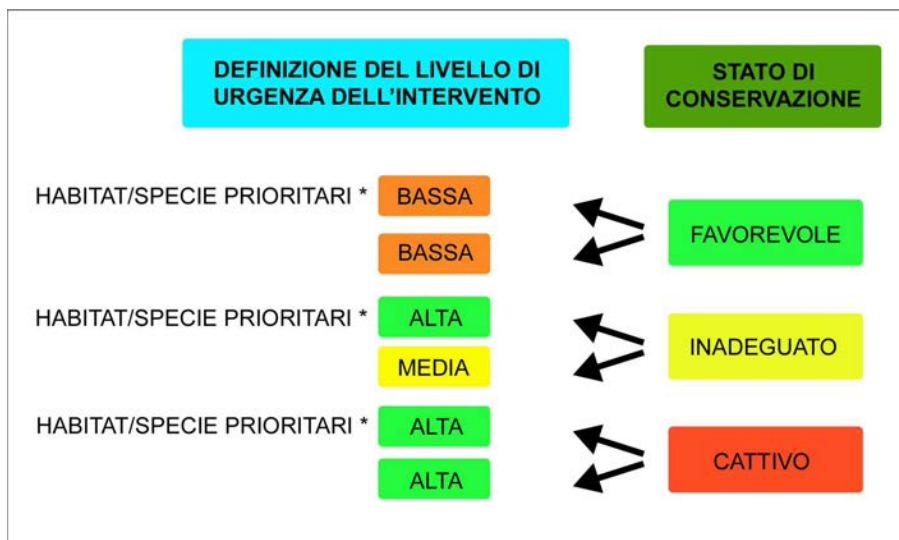 DEFINIZIONE DEL LIVELLO DI
URGENZA DELL'INTERVENTO
STATO DI
CONSERVAZIONE
HABITAT/SPECIE PRIORITARI *
BASSA
BASSA
FAVOREVOLE
HABITAT/SPECIE PRIORITARI *
ALTA
MEDIA
INADEGUATO
HABITAT/SPECIE PRIORITARI *
ALTA
ALTA
CATTIVO